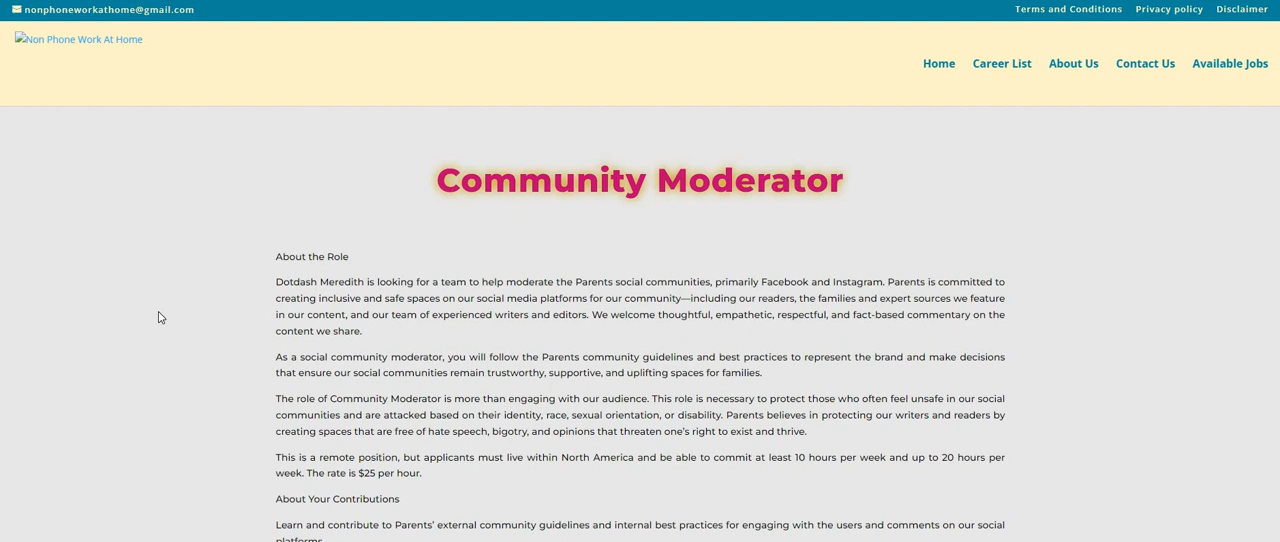 nonphoneworkathome@gmail.com
Terms and Conditions Privacy policy Disclaimer
Non Phone Work At Home
Home Career List About Us Contact Us Available Jobs
Community Moderator
About the Role
Dotdash Meredith is looking for a team to help moderate the Parents social communities, primarily Facebook and Instagram. Parents is committed to
creating inclusive and safe spaces on our social media platforms for our community—including our readers, the families and expert sources we feature
in our content, and our team of experienced writers and editors. We welcome thoughtful, empathetic, respectful, and fact-based commentary on the
content we share.
As a social community moderator, you will follow the Parents community guidelines and best practices to represent the brand and make decisions
that ensure our social communities remain trustworthy, supportive, and uplifting spaces for families.
The role of Community Moderator is more than engaging with our audience. This role is necessary to protect those who often feel unsafe in our social
communities and are attacked based on their identity, race, sexual orientation, or disability. Parents believes in protecting our writers and readers by
creating spaces that are free of hate speech, bigotry, and opinions that threaten one's right to exist and thrive.
This is a remote position, but applicants must live within North America and be able to commit at least 10 hours per week and up to 20 hours per
week. The rate is $25 per hour.
About Your Contributions
Learn and contribute to Parents' external community guidelines and internal best practices for engaging with the users and comments on our social
platforms.